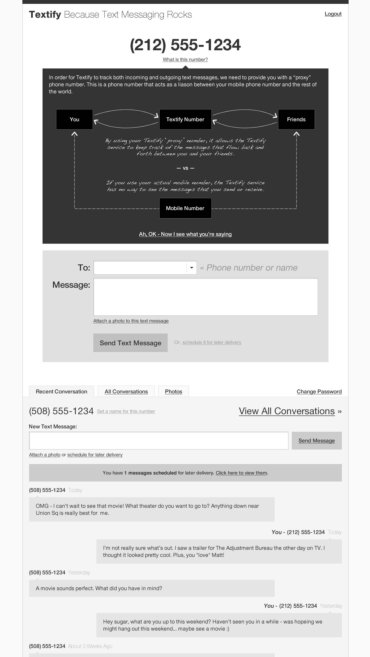 Textify Because Text Messaging Rocks
Logout
(212) 555-1234
What is this number?
In order for Textify to track both incoming and outgoing text messages, we need to provide you with a "proxy"
phone number. This is a phone number that acts as a liason between your mobile phone number and the rest of
the world.
You
Textify Number
Friends
By using your Textify "proxy" number, it allows the Textify
service to keep track of the messages that flow back and
forth between you and your friends.
— vs —
If you use your actual mobile number, the Textify service
has no way to see the messages that you send or receive.
Mobile Number
Ah, OK - Now I see what you're saying
To:
Phone number or name
Message:
Attach a photo to this text message
Send Text Message
Or, schedule it for later delivery
Recent Conversation
All Conversations
Photos
Change Password
(508) 555-1234 Set a name for this number
View All Conversations »
New Text Message:
Send Message
Attach a photo or schedule for later delivery
You have 1 messages scheduled for later delivery. Click here to view them.
(508) 555-1234 Today
OMG - I can't wait to see that movie! What theater do you want to go to? Anything down near
Union Sq is really best for me.
You - (212) 555-1234 Today
I'm not really sure what's out. I saw a trailer for The Adjustment Bureau the other day on TV. I
thought it looked pretty cool. Plus, you *love* Matt!
(508) 555-1234 Yesterday
A movie sounds perfect. What did you have in mind?
You - (212) 555-1234 Yesterday
Hey sugar, what are you up to this weekend? Haven't seen you in a while - was hopeing we
might hang out this weekend... maybe see a movie :)
(508) 555-1234 About 3 Weeks Ago